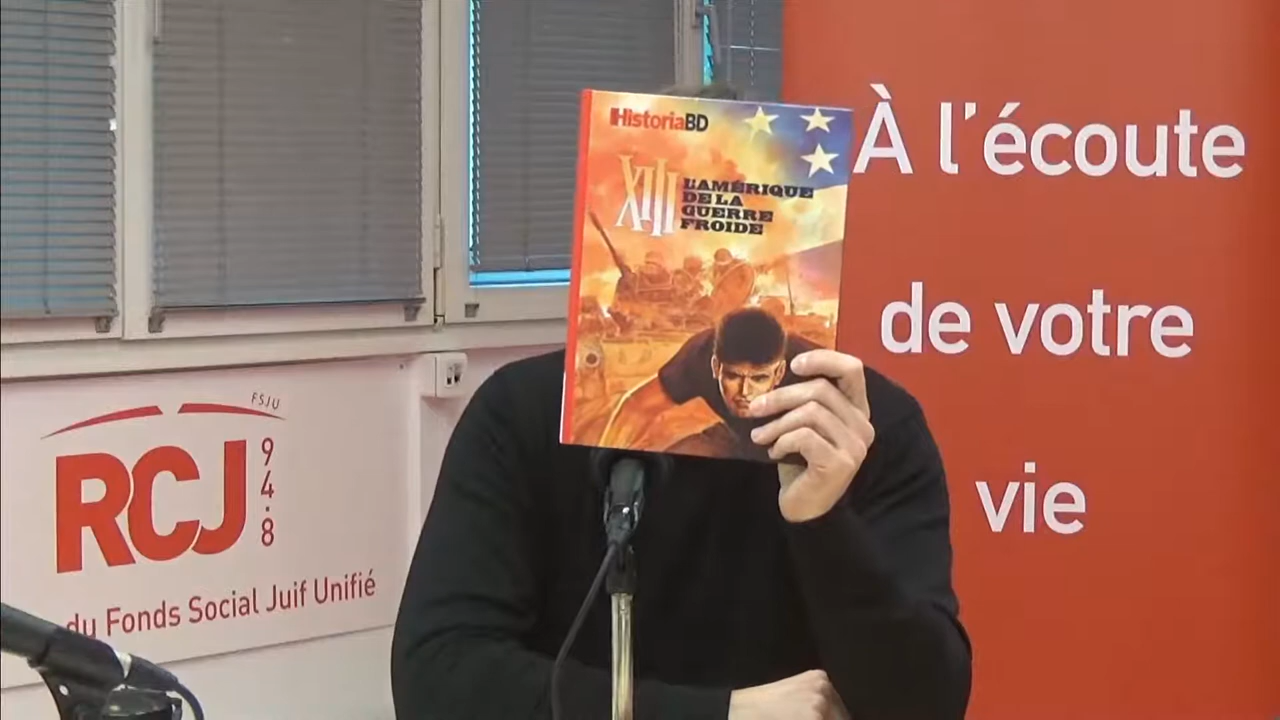 HistoriaBD
XIII
L'AMÉRIQUE
DE LA
GUERRE
FROIDE
À l'écoute
de votre
vie
FSJU
RCJ
94.8
du Fonds Social Juif Unifié